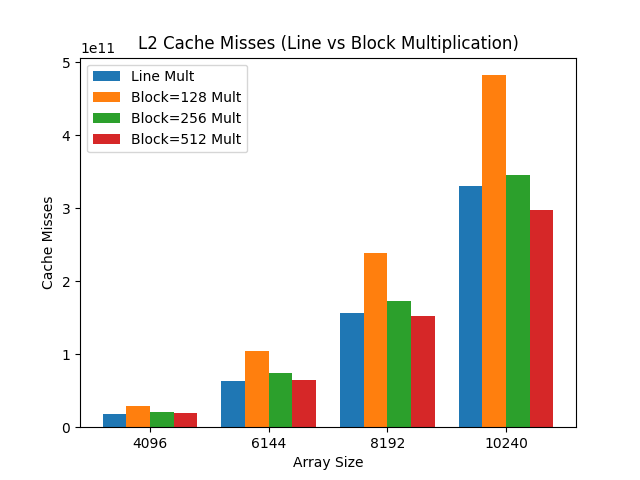 L2 Cache Misses (Line vs Block Multiplication)
1e11
Line Mult
Block=128 Mult
Block=256 Mult
Block=512 Mult
5
4
3
2
1
0
Cache Misses
4096 6144 8192 10240
Array Size